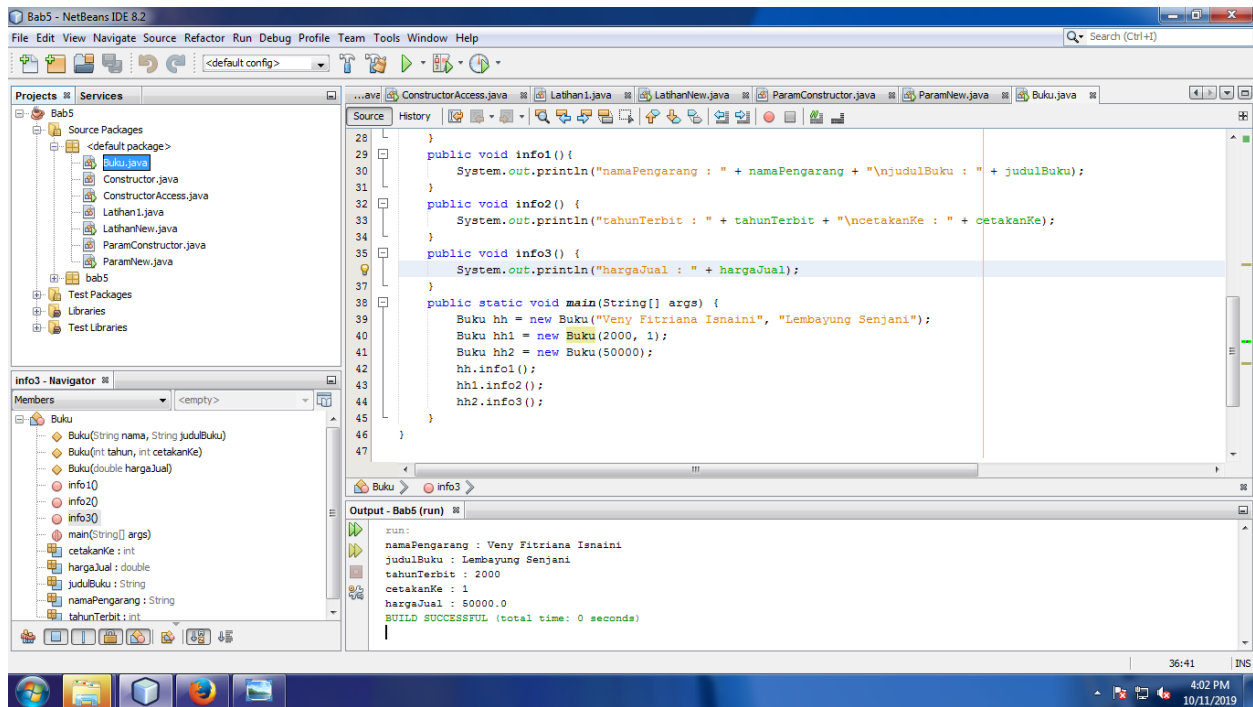 Bab5 - NetBeans IDE 8.2
File Edit View Navigate Source Refactor Run Debug Profile Team Tools Window Help
Search (Ctrl+I)
<default config>
Projects Services
Bab5
Source Packages
<default package>
Buku.java
Constructor.java
ConstructorAccess.java
Latihan1.java
LatihanNew.java
ParamConstructor.java
ParamNew.java
bab5
Test Packages
Libraries
Test Libraries
info3 - Navigator
Members <empty>
Buku
Buku(String nama, String judulBuku)
Buku(int tahun, int cetakanKe)
Buku(double hargaJual)
info1()
info2()
info3()
main(String[] args)
cetakanKe : int
hargaJual : double
judulBuku : String
namaPengarang : String
tahunTerbit : int
...ave ConstructorAccess.java Latihan1.java LatihanNew.java ParamConstructor.java ParamNew.java Buku.java
Source History
28 }
29 public void info1(){
30 System.out.println("namaPengarang : " + namaPengarang + "\njudulBuku : " + judulBuku);
31 }
32 public void info2() {
33 System.out.println("tahunTerbit : " + tahunTerbit + "\ncetakanKe : " + cetakanKe);
34 }
35 public void info3() {
System.out.println("hargaJual : " + hargaJual);
37 }
38 public static void main(String[] args) {
39 Buku hh = new Buku("Veny Fitriana Isnaini", "Lembayung Senjani");
40 Buku hh1 = new Buku(2000, 1);
41 Buku hh2 = new Buku(50000);
42 hh.info1();
43 hh1.info2();
44 hh2.info3();
45 }
46 }
47
Buku info3
Output - Bab5 (run)
run:
namaPengarang : Veny Fitriana Isnaini
judulBuku : Lembayung Senjani
tahunTerbit : 2000
cetakanKe : 1
hargaJual : 50000.0
BUILD SUCCESSFUL (total time: 0 seconds)
36:41 INS
4:02 PM
10/11/2019